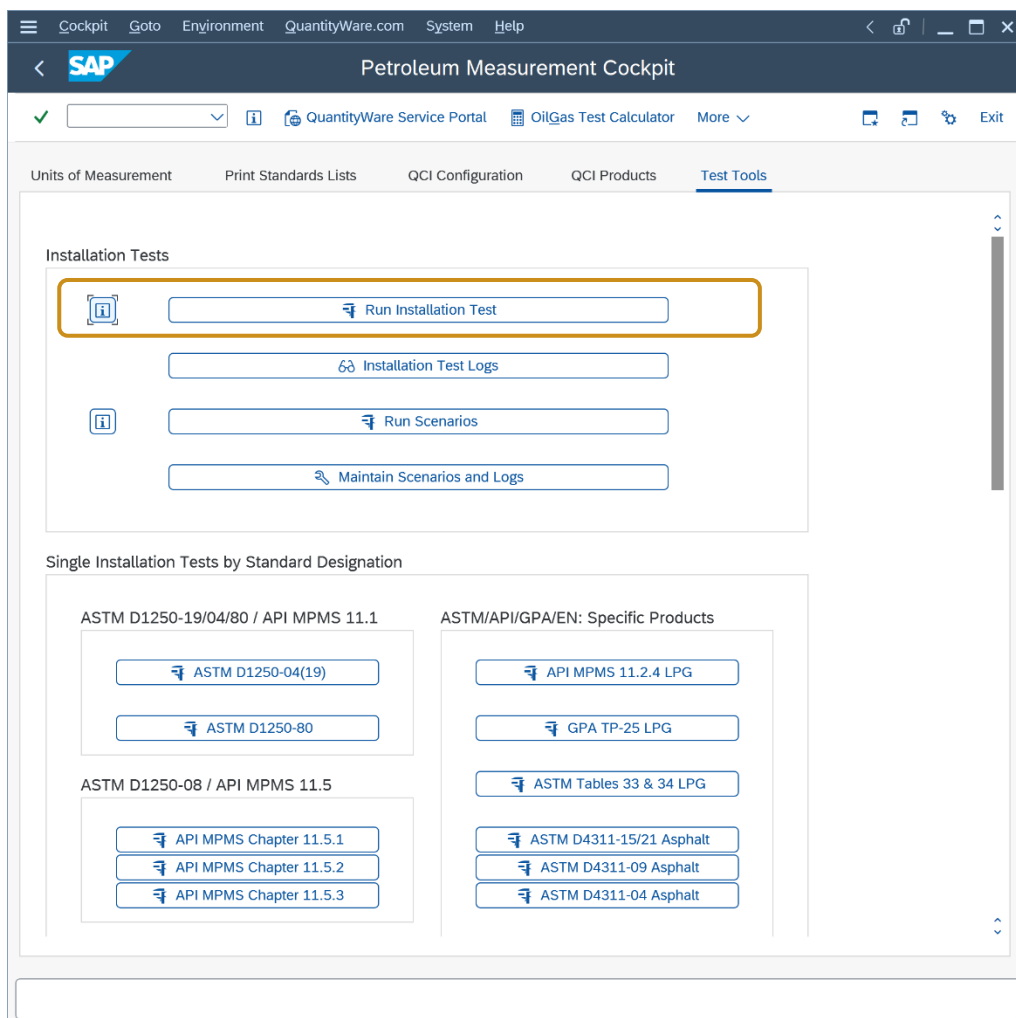 Cockpit Goto Environment QuantityWare.com System Help
SAP Petroleum Measurement Cockpit
QuantityWare Service Portal OilGas Test Calculator More Exit
Units of Measurement Print Standards Lists QCI Configuration QCI Products Test Tools
Installation Tests
Run Installation Test
Installation Test Logs
Run Scenarios
Maintain Scenarios and Logs
Single Installation Tests by Standard Designation
ASTM D1250-19/04/80 / API MPMS 11.1
ASTM D1250-04(19)
ASTM D1250-80
ASTM D1250-08 / API MPMS 11.5
API MPMS Chapter 11.5.1
API MPMS Chapter 11.5.2
API MPMS Chapter 11.5.3
ASTM/API/GPA/EN: Specific Products
API MPMS 11.2.4 LPG
GPA TP-25 LPG
ASTM Tables 33 & 34 LPG
ASTM D4311-15/21 Asphalt
ASTM D4311-09 Asphalt
ASTM D4311-04 Asphalt